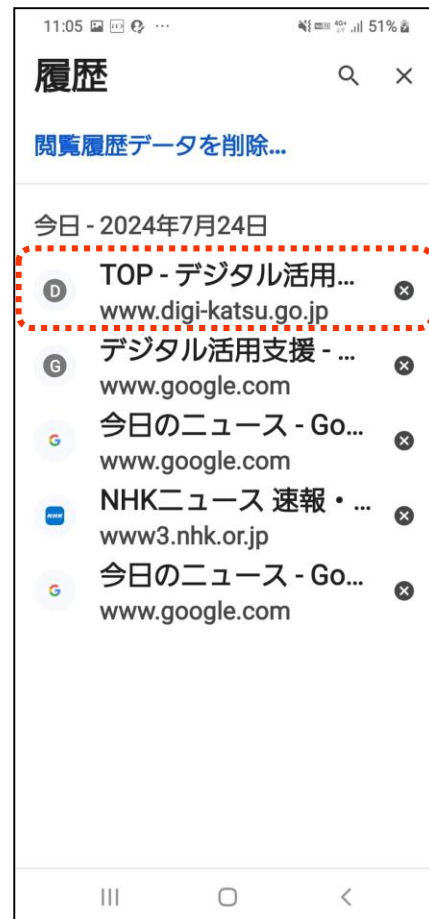 11:05 ... 51%
履歴
閲覧履歴データを削除...
今日 - 2024年7月24日
D TOP - デジタル活用...
www.digi-katsu.go.jp
G デジタル活用支援 - ...
www.google.com
G 今日のニュース - Go...
www.google.com
NHK NHKニュース 速報・...
www3.nhk.or.jp
G 今日のニュース - Go...
www.google.com